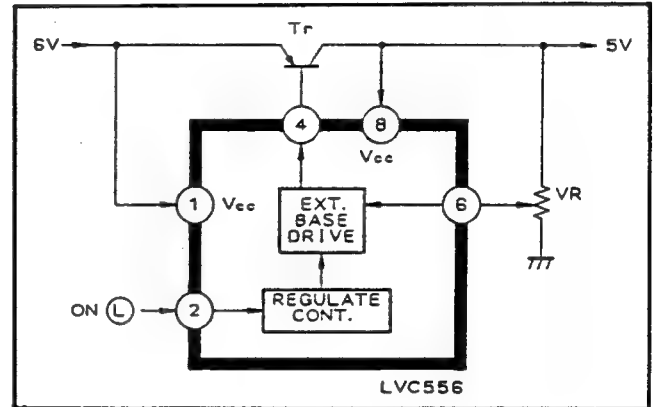 Tr
6V
5V
4
8
Vcc
1
Vcc
EXT.
BASE
DRIVE
6
VR
ON L
2
REGULATE
CONT.
LVC556